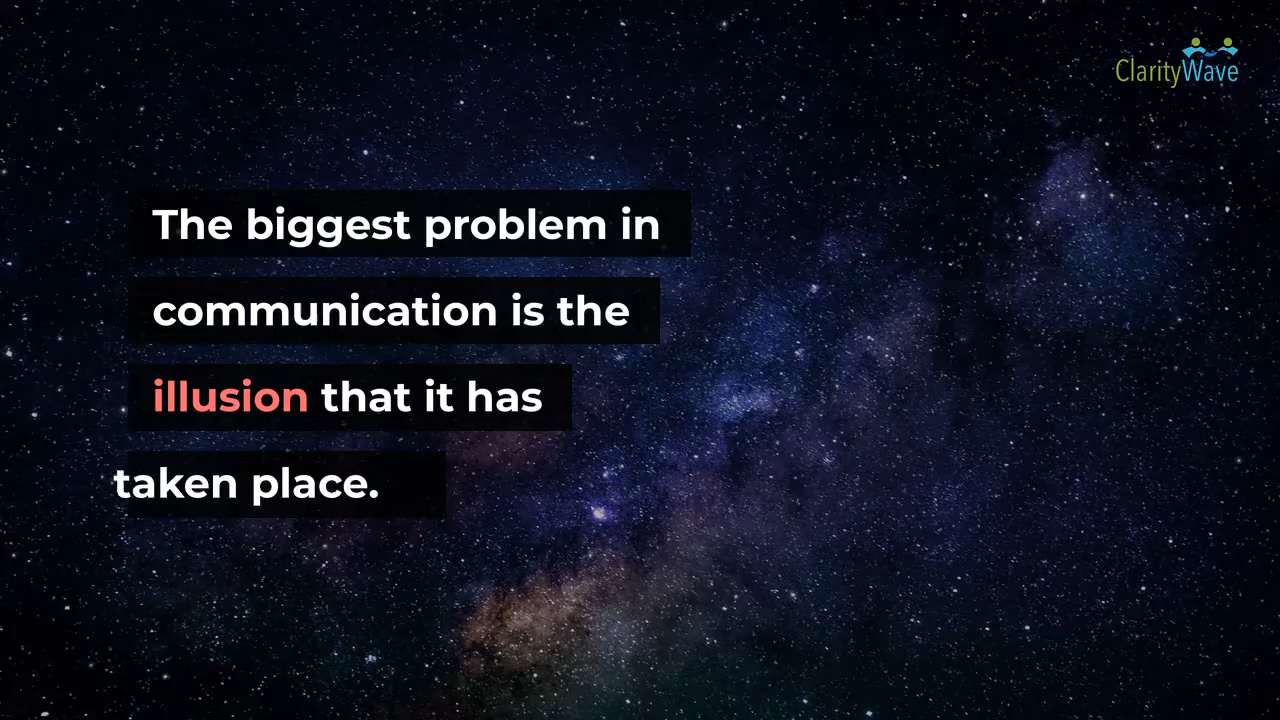 ClarityWave
The biggest problem in
communication is the
illusion that it has
taken place.